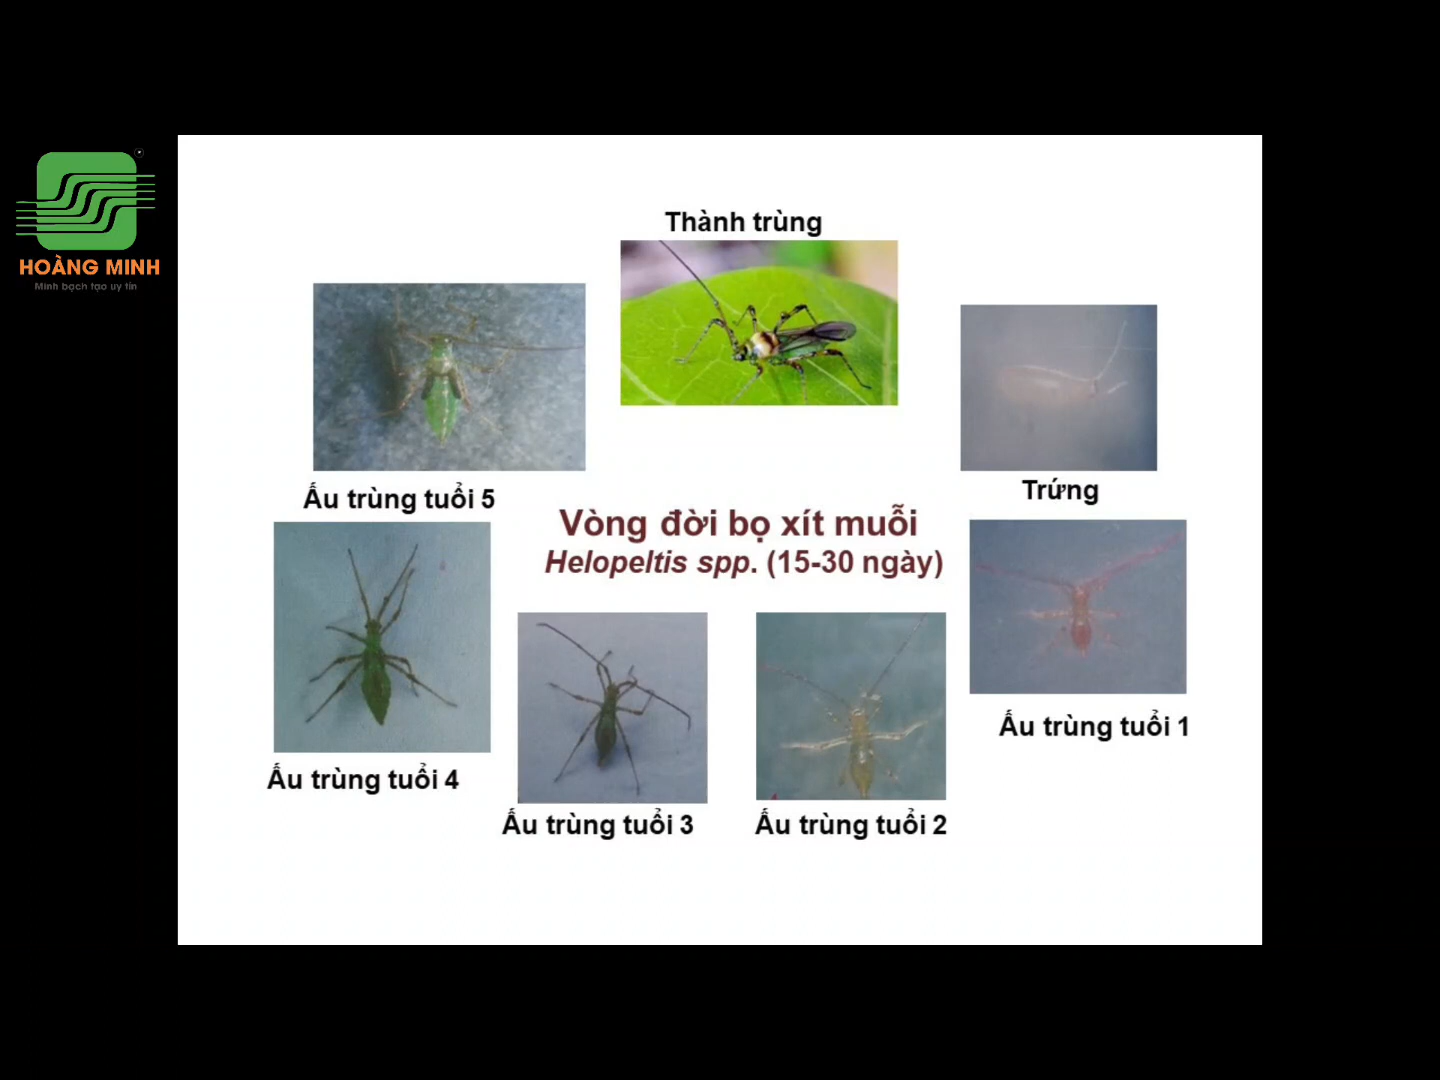 HOÀNG MINH
Minh bạch tạo uy tín
Thành trùng
Trứng
Ấu trùng tuổi 5
Vòng đời bọ xít muỗi
Helopeltis spp. (15-30 ngày)
Ấu trùng tuổi 1
Ấu trùng tuổi 4
Ấu trùng tuổi 3
Ấu trùng tuổi 2